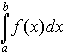 ∫_a^b f(x)dx